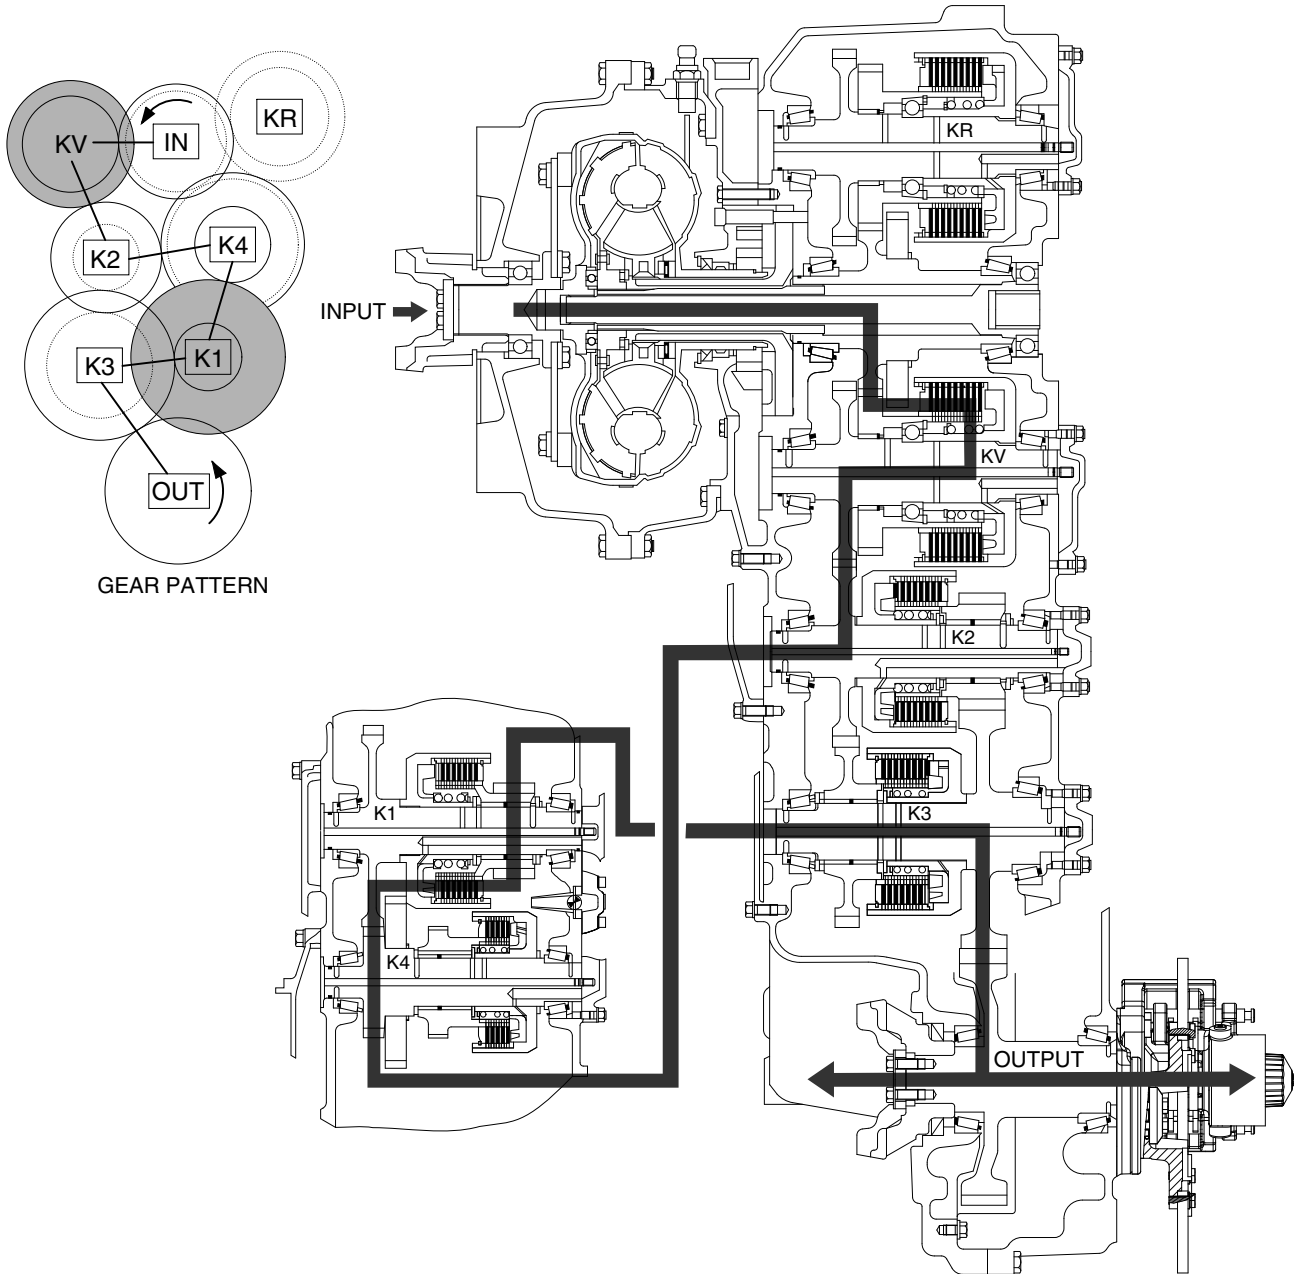 KV
IN
KR
K2
K4
K3
K1
OUT
GEAR PATTERN
INPUT
KR
KV
K2
K3
K1
K4
OUTPUT